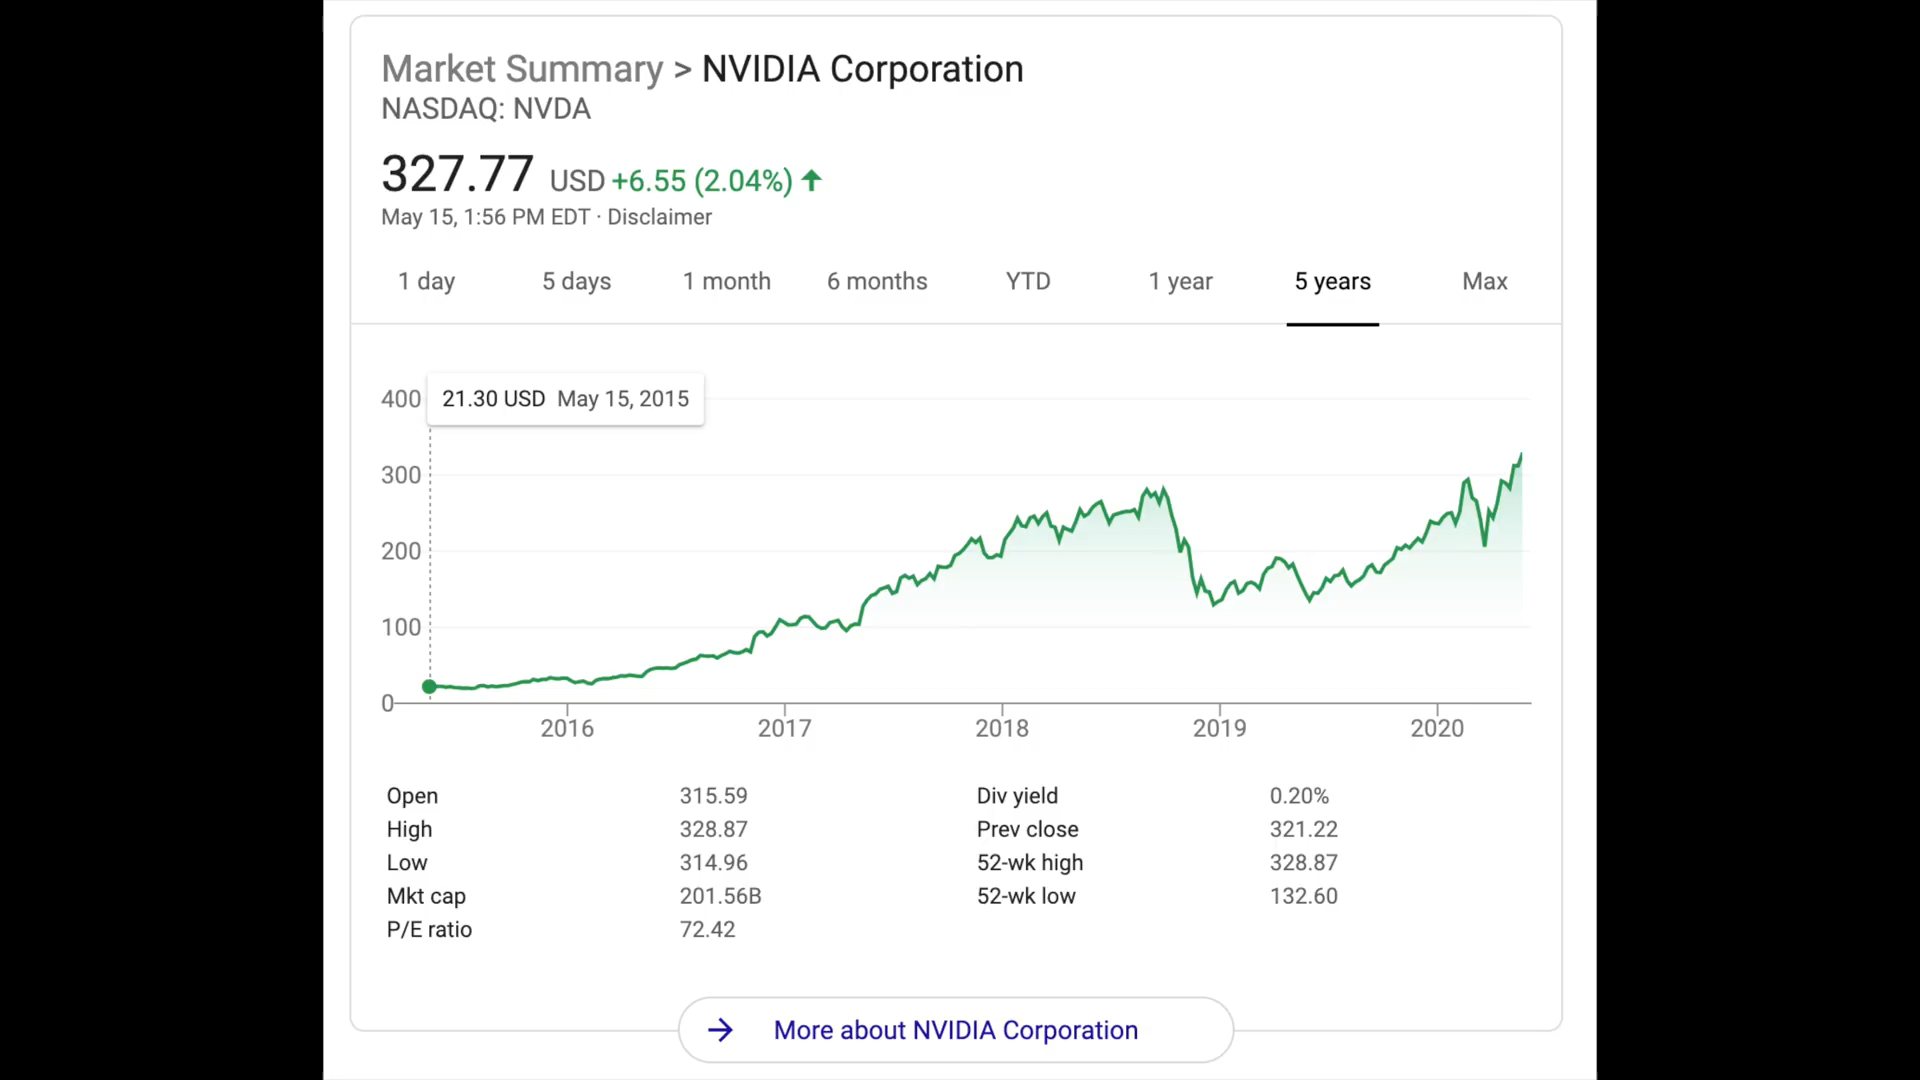 Market Summary > NVIDIA Corporation
NASDAQ: NVDA
327.77 USD +6.55 (2.04%)
May 15, 1:56 PM EDT · Disclaimer
1 day 5 days 1 month 6 months YTD 1 year 5 years Max
400 21.30 USD May 15, 2015
300
200
100
0
2016 2017 2018 2019 2020
Open 315.59 Div yield 0.20%
High 328.87 Prev close 321.22
Low 314.96 52-wk high 328.87
Mkt cap 201.56B 52-wk low 132.60
P/E ratio 72.42
More about NVIDIA Corporation